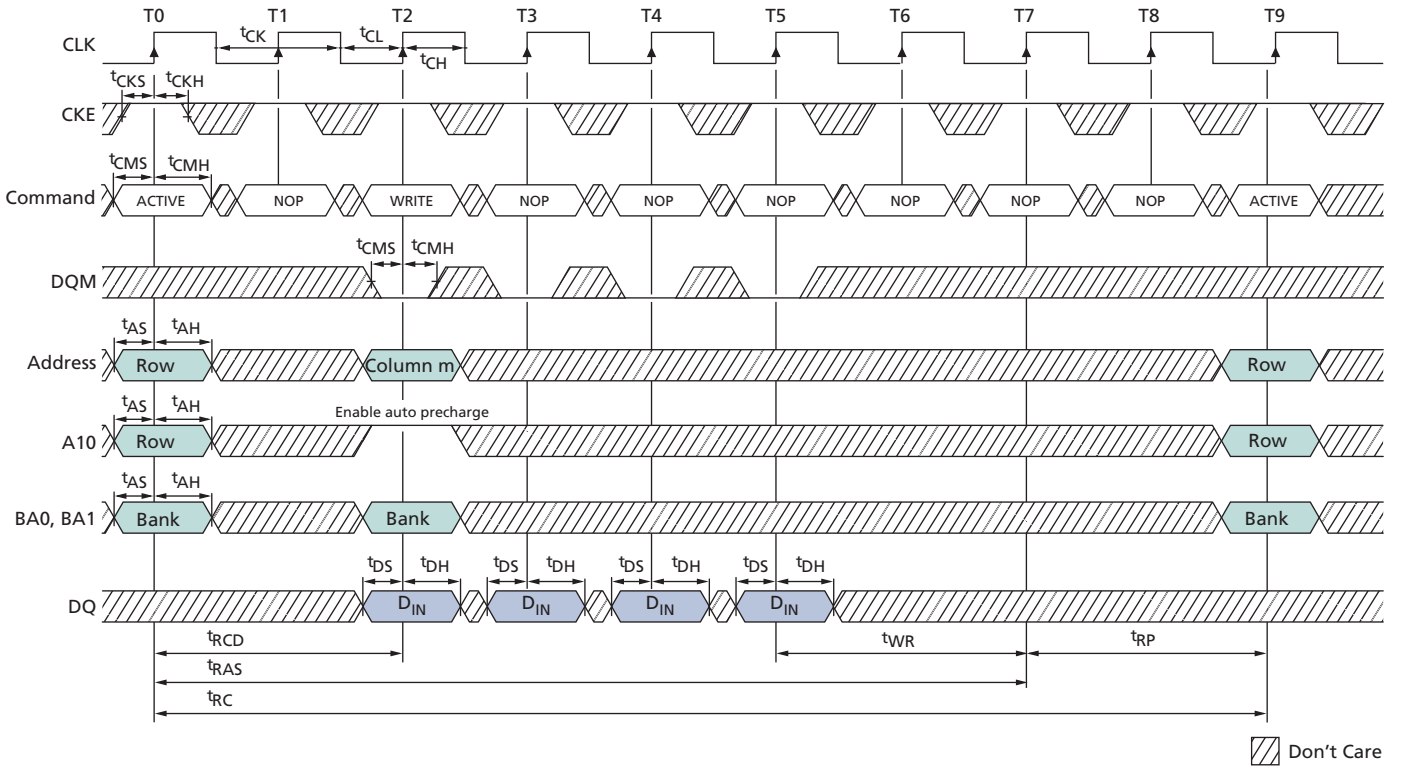 T0 T1 T2 T3 T4 T5 T6 T7 T8 T9
CLK tCK tCL
tCH
tCKS tCKH
CKE
tCMS tCMH
Command ACTIVE NOP WRITE NOP NOP NOP NOP NOP NOP ACTIVE
tCMS tCMH
DQM
tAS tAH
Address Row Column m Row
tAS tAH Enable auto precharge
A10 Row Row
tAS tAH
BA0, BA1 Bank Bank Bank
tDS tDH tDS tDH tDS tDH tDS tDH
DQ DIN DIN DIN DIN
tRCD tWR tRP
tRAS
tRC
Don't Care